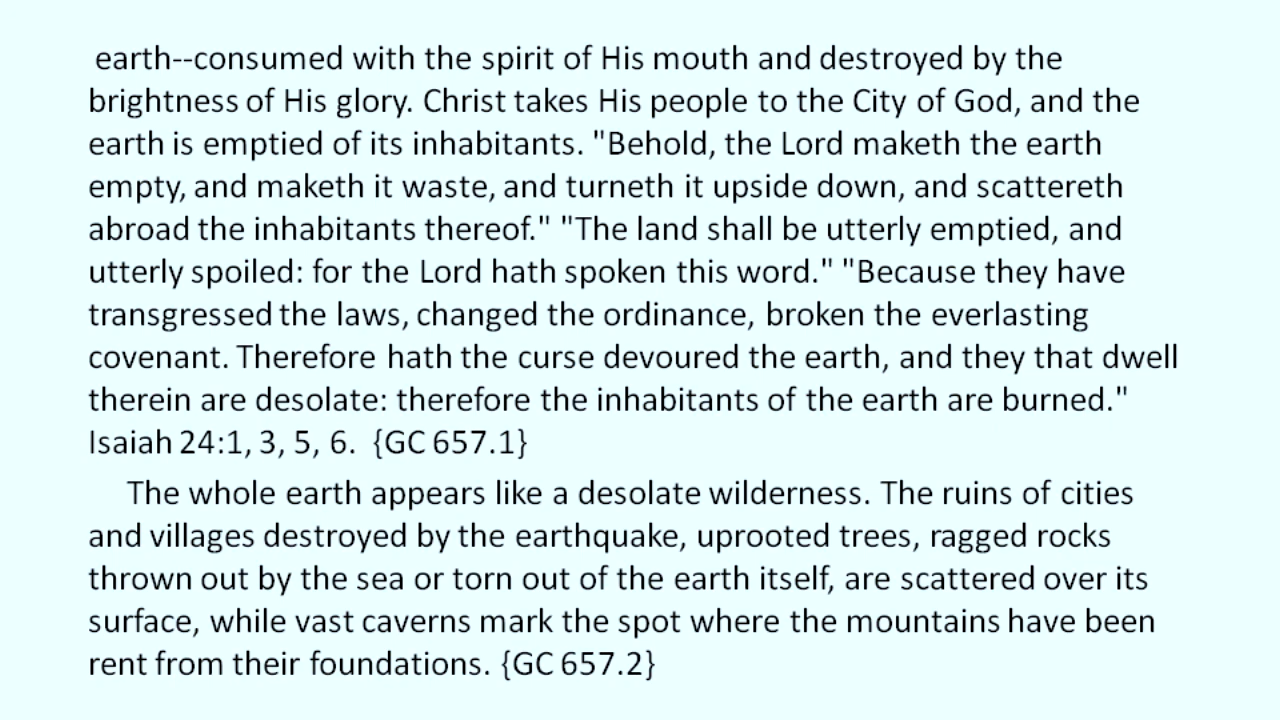 earth--consumed with the spirit of His mouth and destroyed by the
brightness of His glory. Christ takes His people to the City of God, and the
earth is emptied of its inhabitants. "Behold, the Lord maketh the earth
empty, and maketh it waste, and turneth it upside down, and scattereth
abroad the inhabitants thereof." "The land shall be utterly emptied, and
utterly spoiled: for the Lord hath spoken this word." "Because they have
transgressed the laws, changed the ordinance, broken the everlasting
covenant. Therefore hath the curse devoured the earth, and they that dwell
therein are desolate: therefore the inhabitants of the earth are burned."
Isaiah 24:1, 3, 5, 6.  {GC 657.1}
The whole earth appears like a desolate wilderness. The ruins of cities
and villages destroyed by the earthquake, uprooted trees, ragged rocks
thrown out by the sea or torn out of the earth itself, are scattered over its
surface, while vast caverns mark the spot where the mountains have been
rent from their foundations. {GC 657.2}